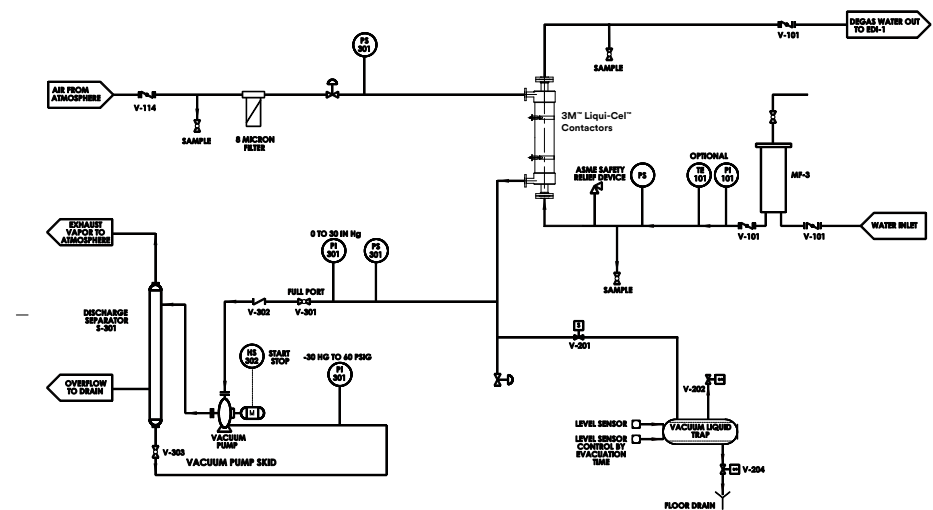 DEGAS WATER OUT
TO EDI-1
V-101
SAMPLE
PS
301
AIR FROM
ATMOSPHERE
V-114
SAMPLE
8 MICRON
FILTER
3M™ Liqui-Cel™
Contactors
ASME SAFETY
RELIEF DEVICE
PS
OPTIONAL
TE
101
PI
101
MF-3
V-101
V-101
WATER INLET
SAMPLE
EXHAUST
VAPOR TO
ATMOSPHERE
0 TO 30 IN Hg
PI
301
PS
301
FULL PORT
V-302
V-301
DISCHARGE
SEPARATOR
S-301
V-201
S
HS
302
START
STOP
-30 HG TO 60 PSIG
PI
301
OVERFLOW
TO DRAIN
V-202
M
VACUUM
PUMP
V-303
VACUUM PUMP SKID
LEVEL SENSOR
LEVEL SENSOR
CONTROL BY
EVACUATION
TIME
VACUUM LIQUID
TRAP
V-204
FLOOR DRAIN